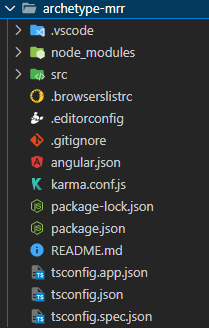 archetype-mrr
.vscode
node_modules
src
.browserslistrc
.editorconfig
.gitignore
angular.json
karma.conf.js
package-lock.json
package.json
README.md
tsconfig.app.json
tsconfig.json
tsconfig.spec.json